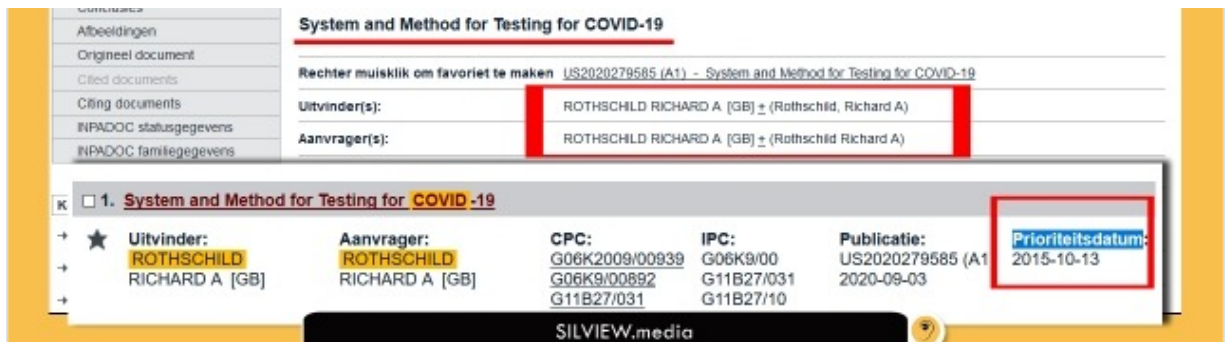 Conclusies
Afbeeldingen
Origineel document
Cited documents
Citing documents
INPADOC statusgegevens
INPADOC familiegegevens
System and Method for Testing for COVID-19
Rechter muisklik om favoriet te maken US2020279585 (A1) - System and Method for Testing for COVID-19
Uitvinder(s): ROTHSCHILD RICHARD A [GB] + (Rothschild, Richard A)
Aanvrager(s): ROTHSCHILD RICHARD A [GB] + (Rothschild Richard A)
K
1. System and Method for Testing for COVID -19
Uitvinder: Aanvrager: CPC: IPC: Publicatie: Prioriteitsdatum:
ROTHSCHILD ROTHSCHILD G06K2009/00939 G06K9/00 US2020279585 (A1 2015-10-13
RICHARD A [GB] RICHARD A [GB] G06K9/00892 G11B27/031 2020-09-03
G11B27/031 G11B27/10
SILVIEW.media